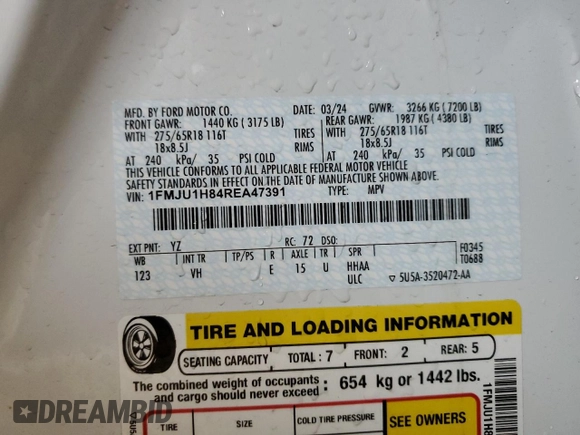 MFD. BY FORD MOTOR CO. DATE: 03/24 GVWR: 3266 KG (7200 LB)
FRONT GAWR: 1440 KG (3175 LB) REAR GAWR: 1987 KG (4380 LB)
275/65R18 116T TIRES 275/65R18 116T TIRES
18x8.5J RIMS 18x8.5J RIMS
AT 240 kPa/ 35 PSI COLD AT 240 kPa/ 35 PSI COLD
THIS VEHICLE CONFORMS TO ALL APPLICABLE FEDERAL MOTOR VEHICLE
SAFETY STANDARDS IN EFFECT ON THE DATE OF MANUFACTURE SHOWN ABOVE.
VIN: 1FMJU1H84REA47391 TYPE: MPV
EXT PNT: YZ RC: 72 DSO: F0345
WB INT TR TP/PS R AXLE TR SPR T0688
123 VH E 15 U HHAA
ULC ▽ 5U5A-3520472-AA
TIRE AND LOADING INFORMATION
SEATING CAPACITY TOTAL: 7 FRONT: 2 REAR: 5
The combined weight of occupants
and cargo should never exceed : 654 kg or 1442 lbs.
TIRE SIZE COLD TIRE PRESSURE SEE OWNERS
1FMJU1H8
DREAMBID